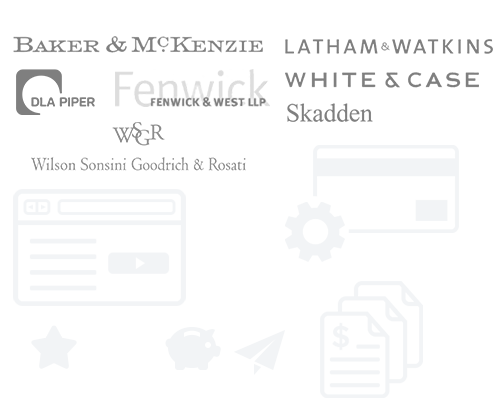 BAKER & MCKENZIE
LATHAM&WATKINS
DLA PIPER
Fenwick
FENWICK & WEST LLP
WHITE & CASE
Skadden
WSGR
Wilson Sonsini Goodrich & Rosati
$